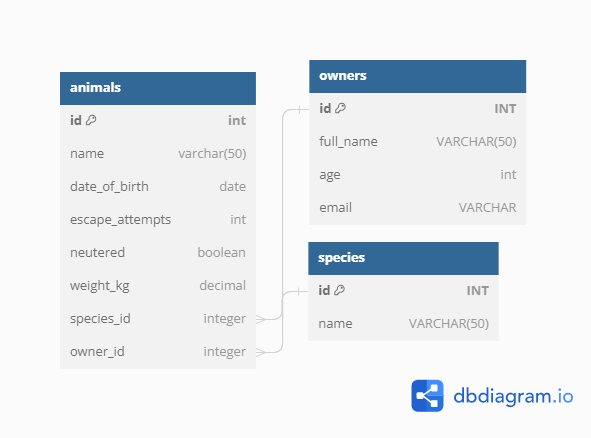 animals
id int
name varchar(50)
date_of_birth date
escape_attempts int
neutered boolean
weight_kg decimal
species_id integer
owner_id integer
owners
id INT
full_name VARCHAR(50)
age int
email VARCHAR
species
id INT
name VARCHAR(50)
dbdiagram.io